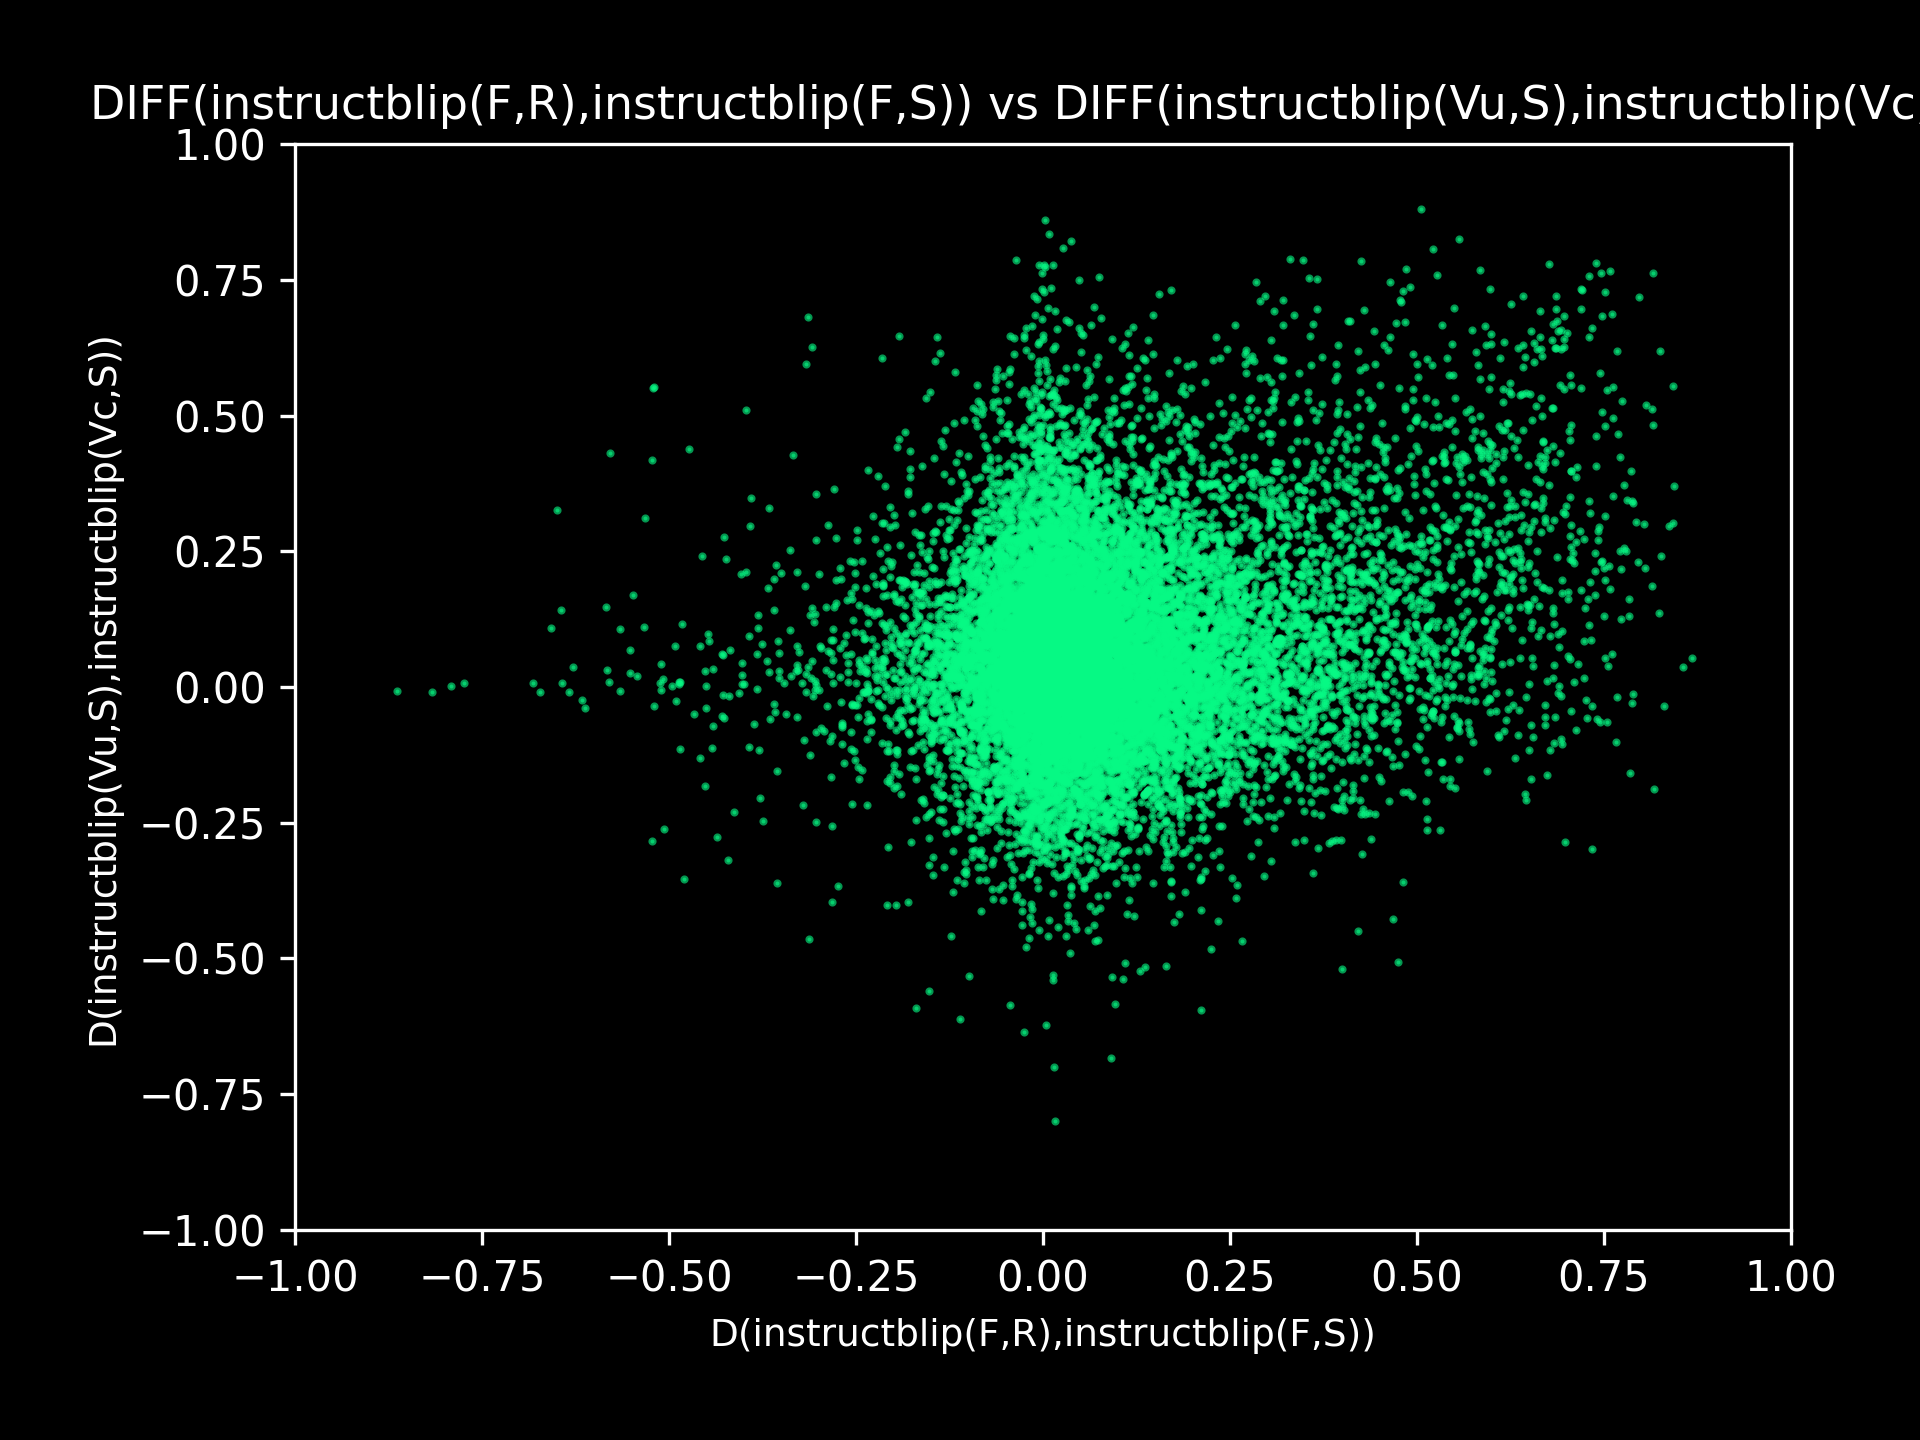 DIFF(instructblip(F,R),instructblip(F,S)) vs DIFF(instructblip(Vu,S),instructblip(Vc,
1.00
0.75
0.50
0.25
0.00
−0.25
−0.50
−0.75
−1.00
D(instructblip(Vu,S),instructblip(Vc,S))
−1.00 −0.75 −0.50 −0.25 0.00 0.25 0.50 0.75 1.00
D(instructblip(F,R),instructblip(F,S))